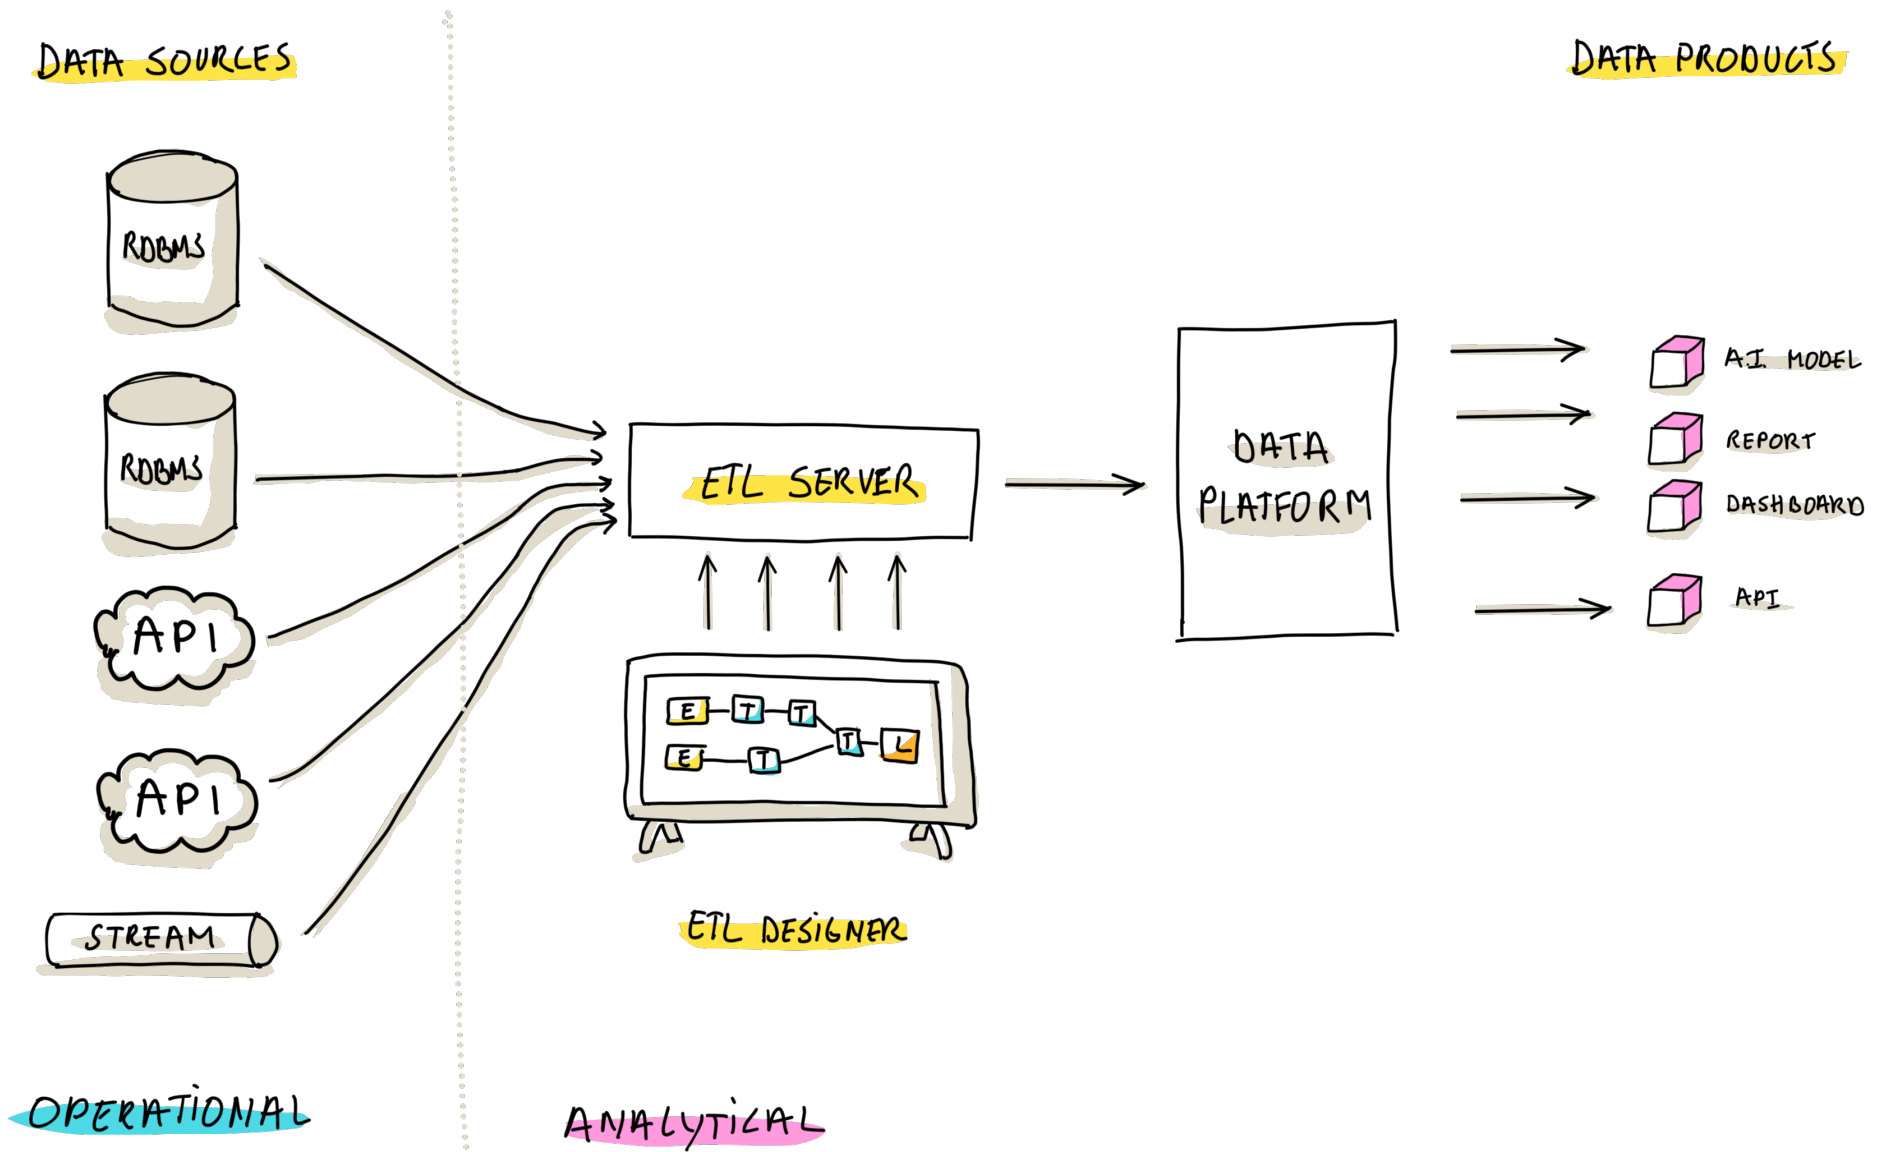 DATA SOURCES
DATA PRODUCTS
RDBMS
RDBMS
API
API
STREAM
ETL SERVER
E T T
T L
E T
ETL DESIGNER
DATA
PLATFORM
A.I. MODEL
REPORT
DASHBOARD
API
OPERATIONAL
ANALYTICAL